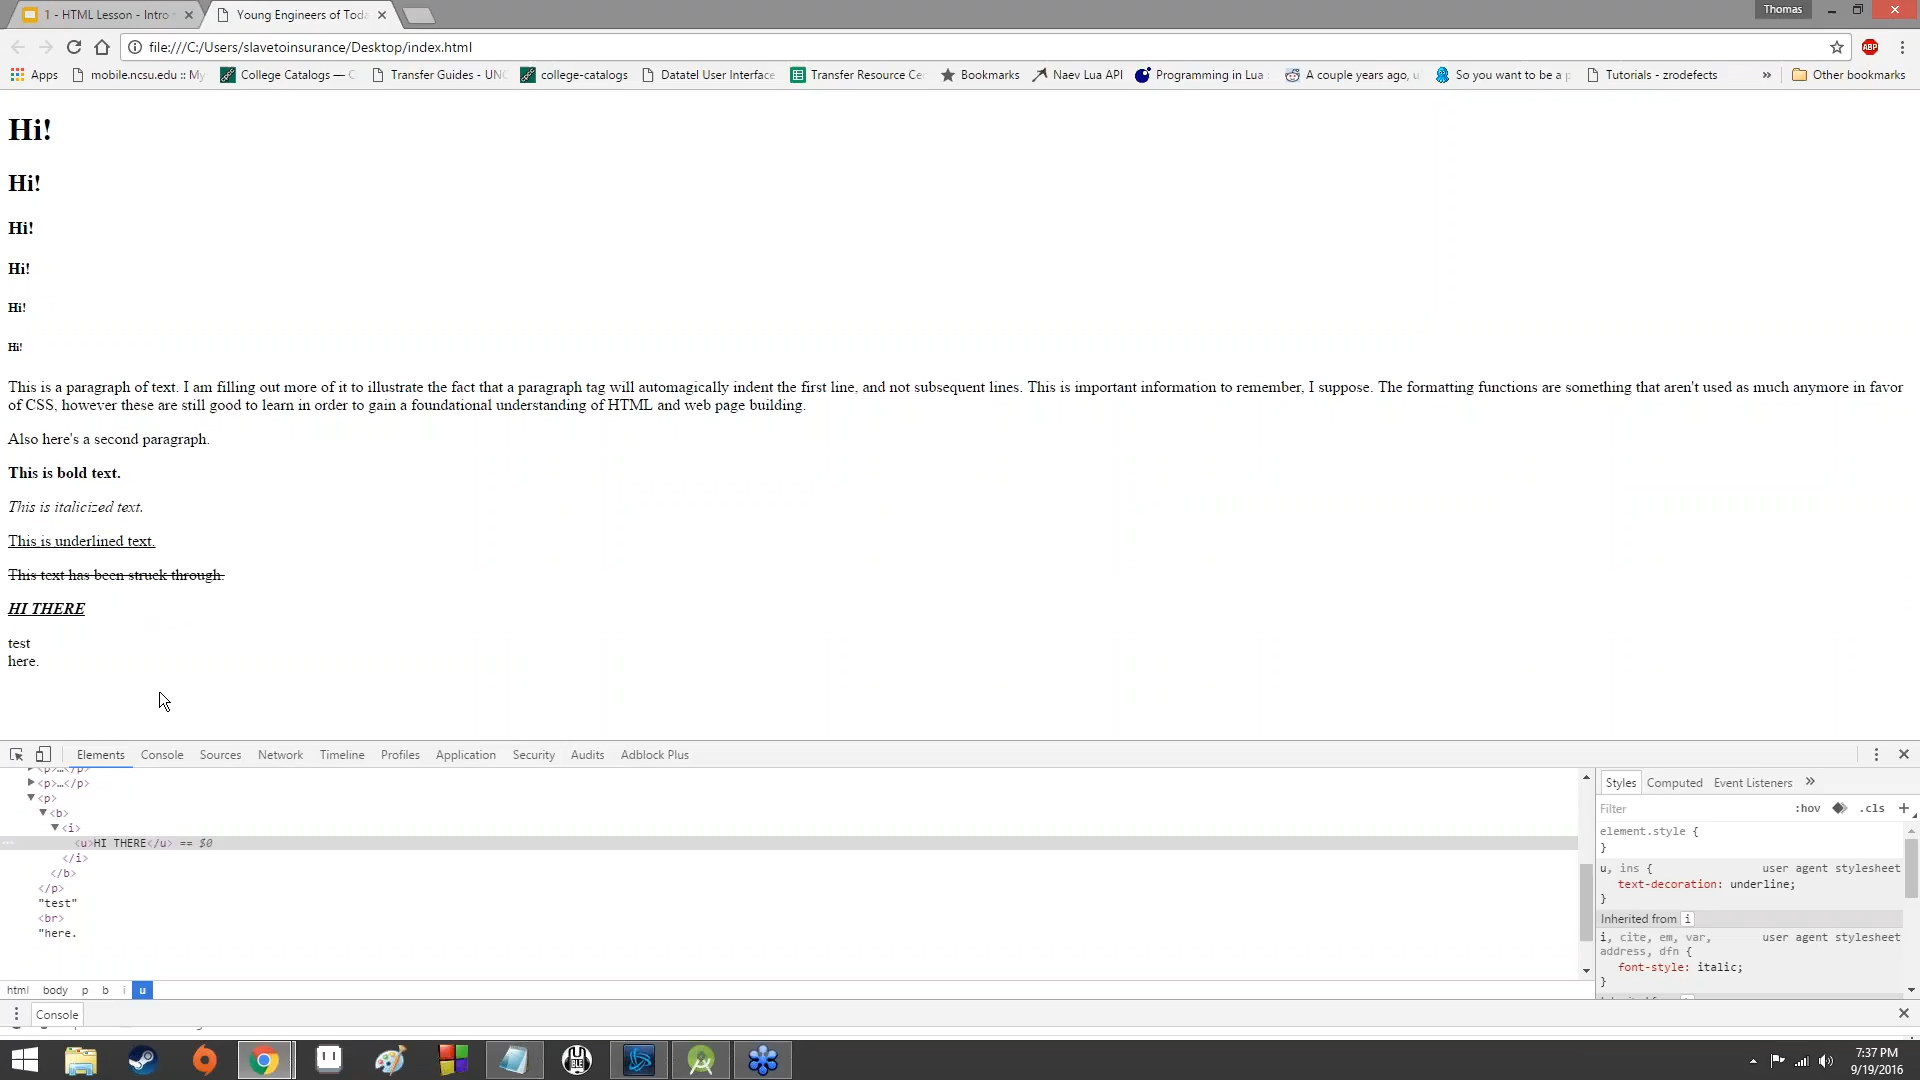 1 - HTML Lesson - Intro
Young Engineers of Toda
Thomas
file:///C:/Users/slavetoinsurance/Desktop/index.html
ABP
Apps
mobile.ncsu.edu :: My
College Catalogs — C
Transfer Guides - UNC
college-catalogs
Datatel User Interface
Transfer Resource Cen
Bookmarks
Naev Lua API
Programming in Lua :
A couple years ago, u
So you want to be a p
Tutorials - zrodefects
»
Other bookmarks
Hi!
Hi!
Hi!
Hi!
Hi!
Hi!
This is a paragraph of text. I am filling out more of it to illustrate the fact that a paragraph tag will automagically indent the first line, and not subsequent lines. This is important information to remember, I suppose. The formatting functions are something that aren't used as much anymore in favor
of CSS, however these are still good to learn in order to gain a foundational understanding of HTML and web page building.
Also here's a second paragraph.
This is bold text.
This is italicized text.
This is underlined text.
This text has been struck through.
HI THERE
test
here.
Elements Console Sources Network Timeline Profiles Application Security Audits Adblock Plus
<p>…</p>
<p>…</p>
<p>
<b>
<i>
<u>HI THERE</u> == $0
</i>
</b>
</p>
"test"
<br>
"here.
html body p b i u
Styles Computed Event Listeners »
Filter :hov .cls +
element.style {
}
u, ins { user agent stylesheet
text-decoration: underline;
}
Inherited from i
i, cite, em, var, user agent stylesheet
address, dfn {
font-style: italic;
}
Console
7:37 PM
9/19/2016